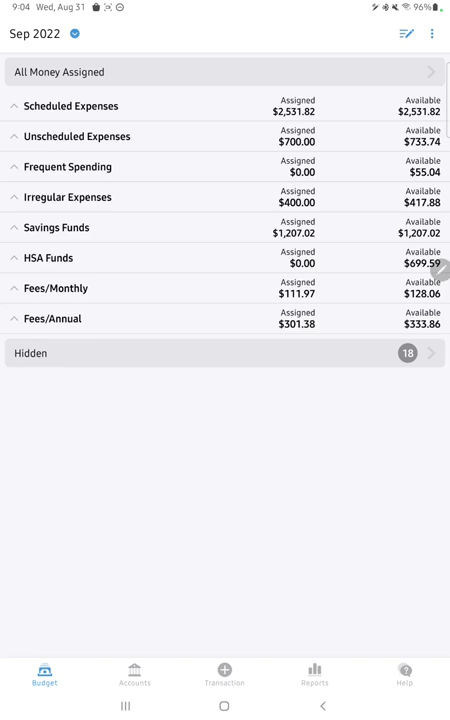 9:04 Wed, Aug 31 96%
Sep 2022
All Money Assigned
Assigned Available
Scheduled Expenses $2,531.82 $2,531.82
Assigned Available
Unscheduled Expenses $700.00 $733.74
Assigned Available
Frequent Spending $0.00 $55.04
Assigned Available
Irregular Expenses $400.00 $417.88
Assigned Available
Savings Funds $1,207.02 $1,207.02
Assigned Available
HSA Funds $0.00 $699.59
Assigned Available
Fees/Monthly $111.97 $128.06
Assigned Available
Fees/Annual $301.38 $333.86
Hidden 18
Budget Accounts Transaction Reports Help